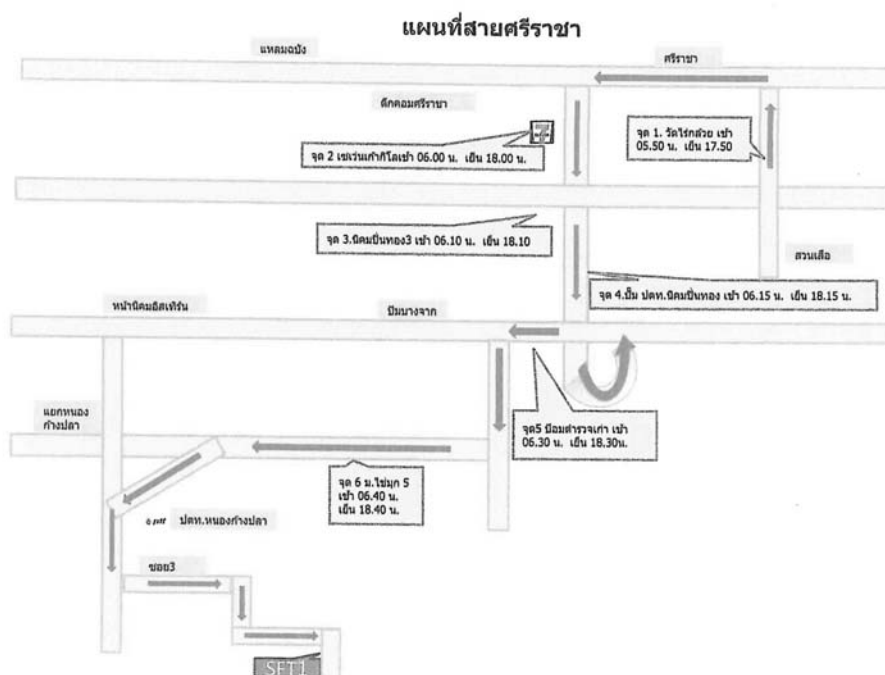 แผนที่สายศรีราชา
แหลมฉบัง
ศรีราชา
ตึกคอมศรีราชา
จุด 1. วัดไร่กล้วย เช้า
05.50 น. เย็น 17.50
จุด 2 เซเว่นเก้ากิโลเช้า 06.00 น. เย็น 18.00 น.
จุด 3.นิคมปิ่นทอง3 เช้า 06.10 น. เย็น 18.10
สวนเสือ
จุด 4.ปั้ม ปตท.นิคมปิ่นทอง เช้า 06.15 น. เย็น 18.15 น.
หน้านิคมอิสเทิร์น
ปัมบางจาก
แยกหนอง
ก้างปลา
จุด5 ป้อมตำรวจเก่า เช้า
06.30 น. เย็น 18.30น.
จุด 6 ม.ไข่มุก 5
เช้า 06.40 น.
เย็น 18.40 น.
ptt ปตท.หนองก้างปลา
ซอย3
SFT1